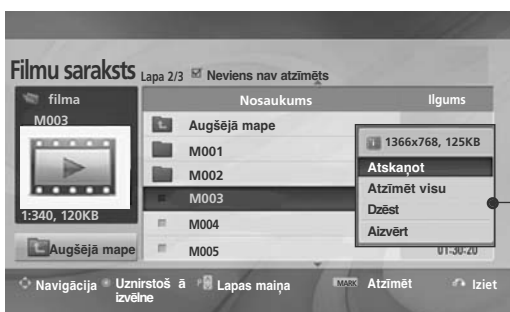 Filmu saraksts Lapa 2/3 Neviens nav atzīmēts
filma
M003
1:340, 120KB
Augšējā mape
Nosaukums Ilgums
Augšējā mape
M001
M002
M003
M004
M005
01:30:20
1366x768, 125KB
Atskaņot
Atzīmēt visu
Dzēst
Aizvērt
Navigācija Uznirstoš ā izvēlne P Lapas maiņa MARK Atzīmēt Iziet